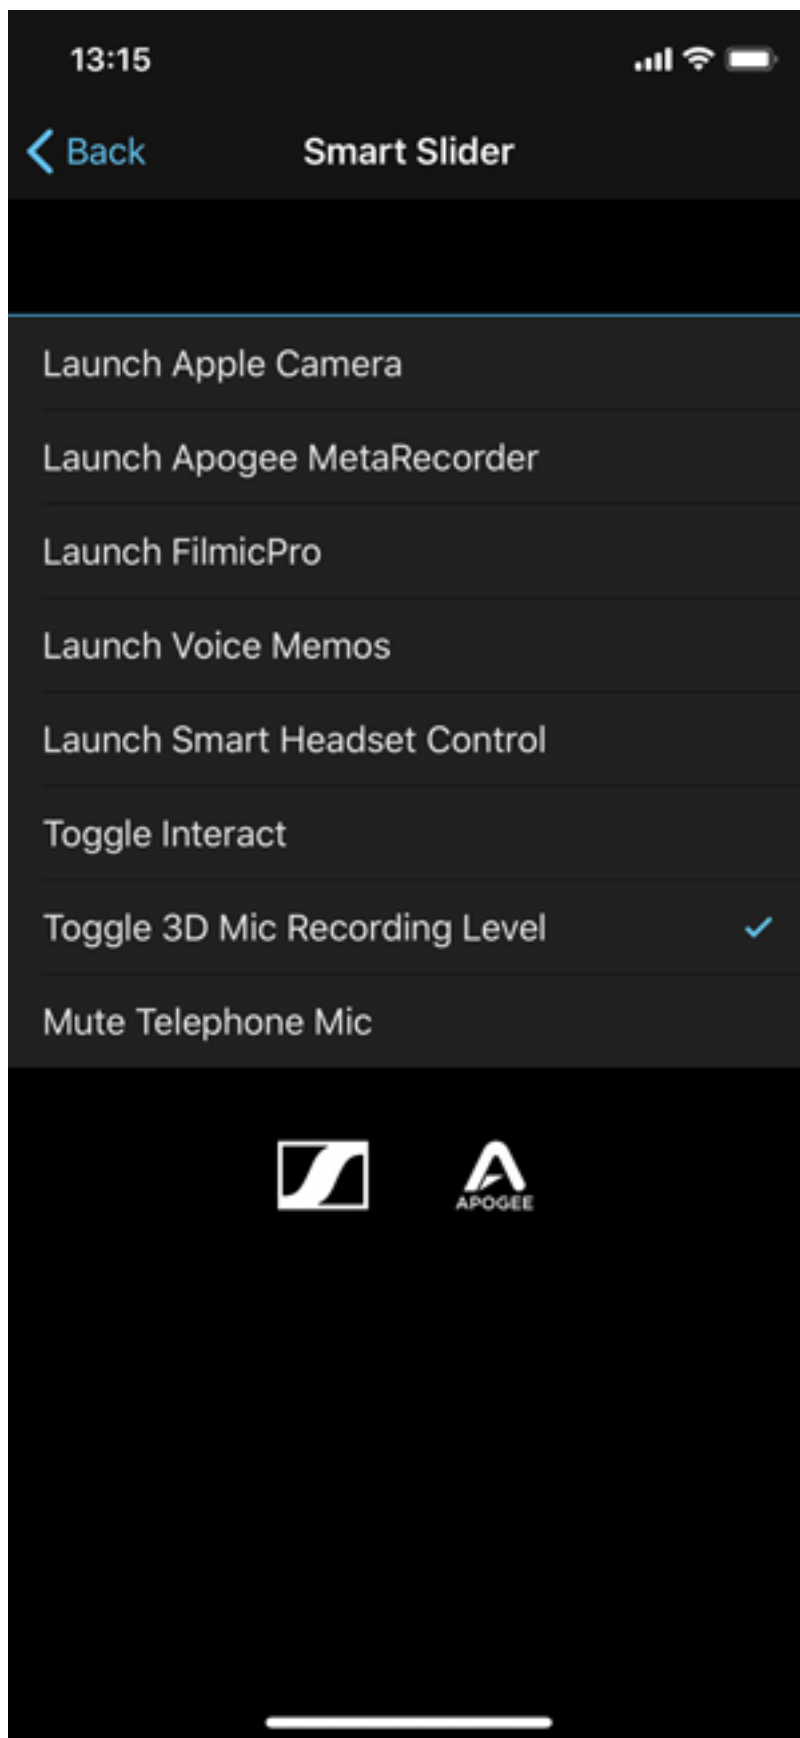 13:15
Back Smart Slider
Launch Apple Camera
Launch Apogee MetaRecorder
Launch FilmicPro
Launch Voice Memos
Launch Smart Headset Control
Toggle Interact
Toggle 3D Mic Recording Level
Mute Telephone Mic
APOGEE